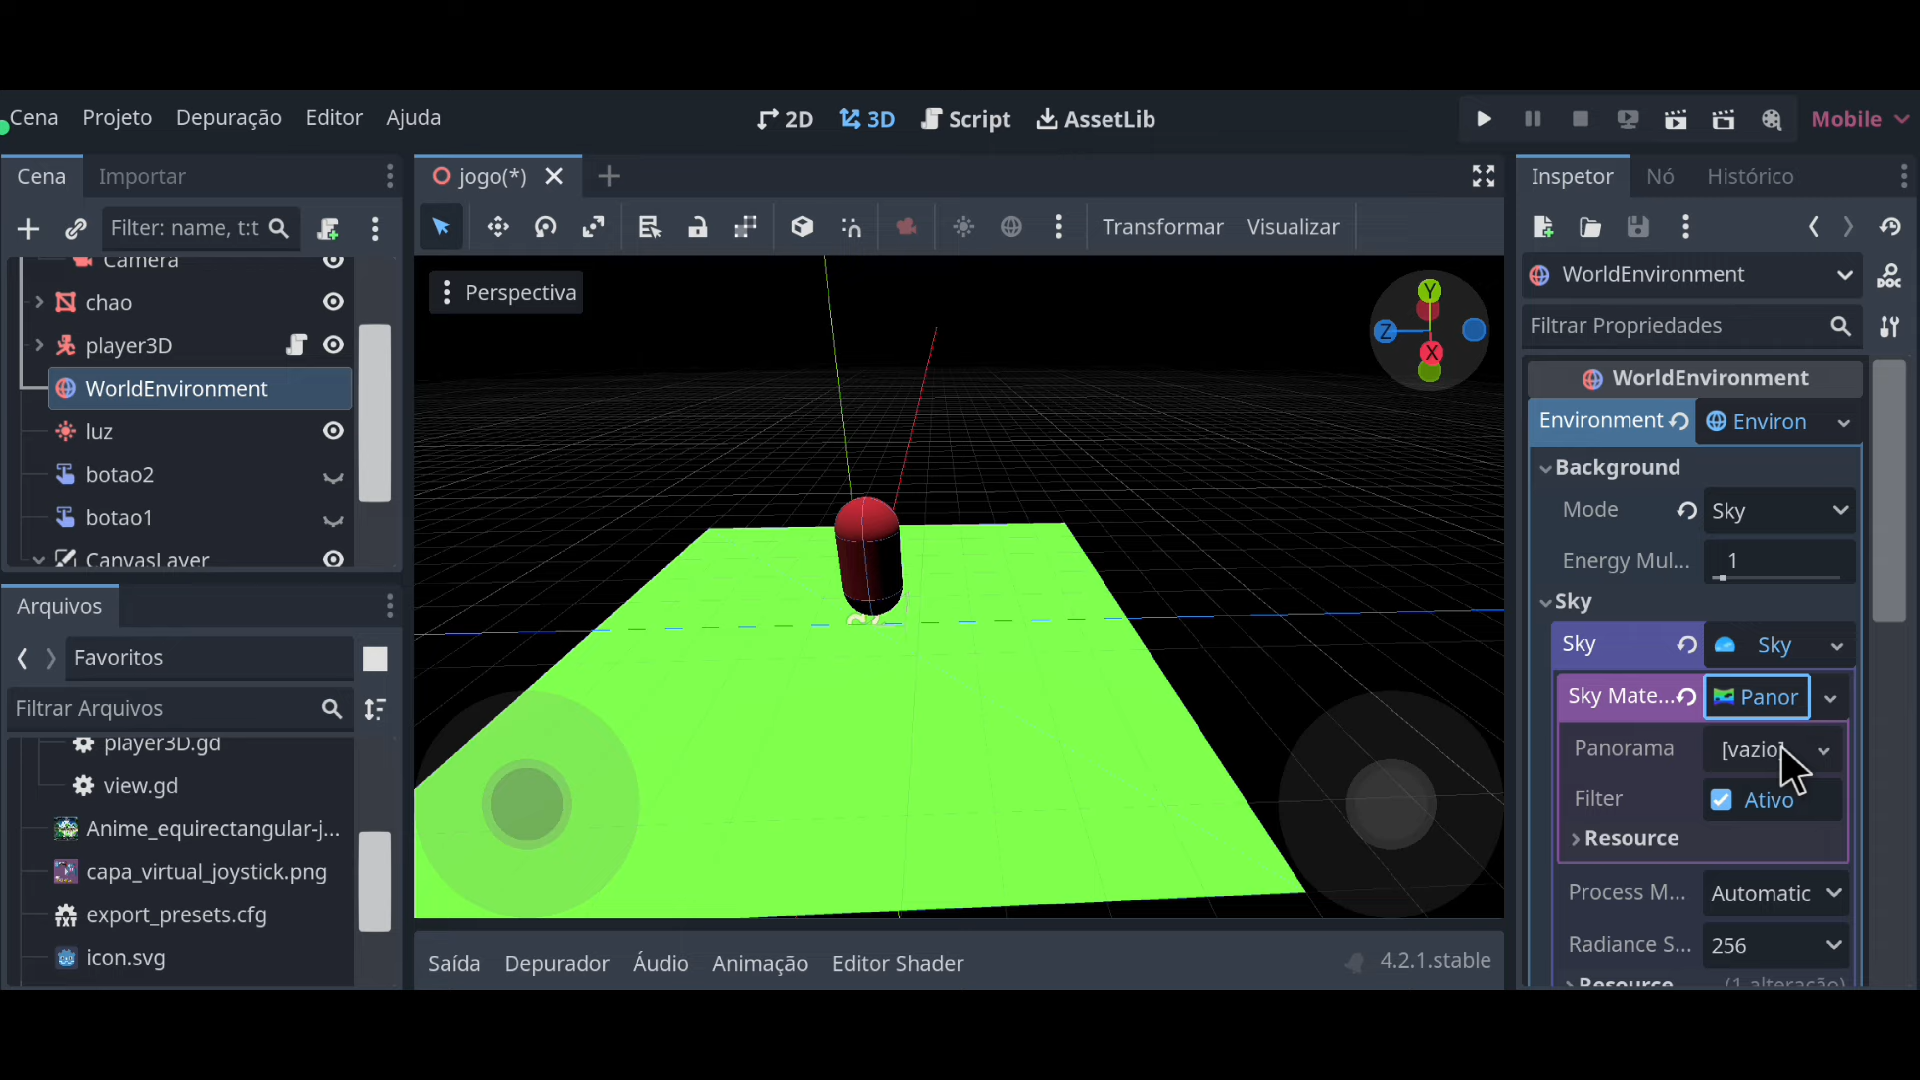 Cena Projeto Depuração Editor Ajuda
2D 3D Script AssetLib
Mobile
Cena Importar
Filter: name, t:t
Camera
chao
player3D
WorldEnvironment
luz
botao2
botao1
CanvasLayer
Arquivos
Favoritos
Filtrar Arquivos
player3D.gd
view.gd
Anime_equirectangular-j...
capa_virtual_joystick.png
export_presets.cfg
icon.svg
jogo(*)
Transformar Visualizar
Perspectiva
Y
Z
X
Saída Depurador Áudio Animação Editor Shader
4.2.1.stable
Inspetor Nó Histórico
WorldEnvironment
DOC
Filtrar Propriedades
WorldEnvironment
Environment Environ
Background
Mode Sky
Energy Mul... 1
Sky
Sky Sky
Sky Mate... Panor
Panorama [vazio]
Filter Ativo
Resource
Process M... Automatic
Radiance S... 256
Resource (1 alteração)